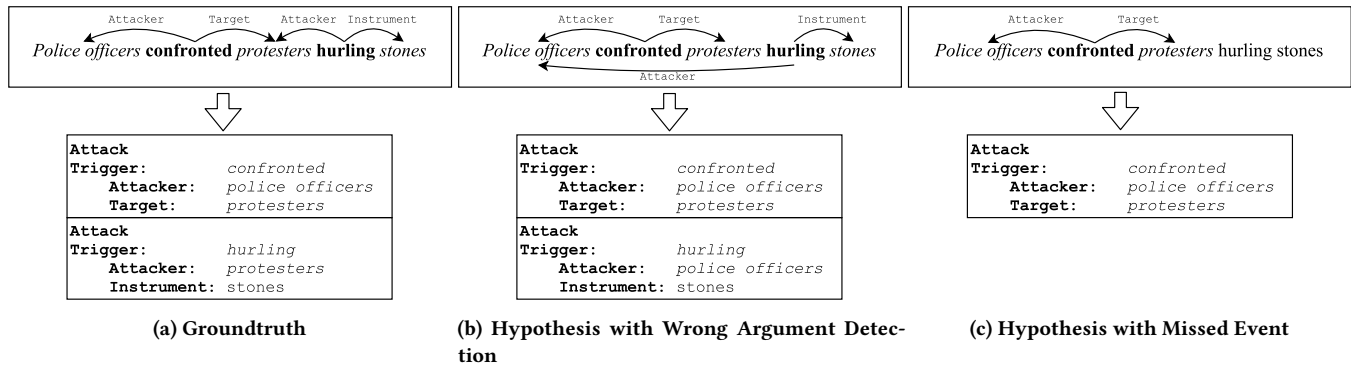 Attacker Target Attacker Instrument
Police officers confronted protesters hurling stones
Attack
Trigger: confronted
Attacker: police officers
Target: protesters
Attack
Trigger: hurling
Attacker: protesters
Instrument: stones
(a) Groundtruth
Attacker Target Instrument
Police officers confronted protesters hurling stones
Attacker
Attack
Trigger: confronted
Attacker: police officers
Target: protesters
Attack
Trigger: hurling
Attacker: police officers
Instrument: stones
(b) Hypothesis with Wrong Argument Detec-
tion
Attacker Target
Police officers confronted protesters hurling stones
Attack
Trigger: confronted
Attacker: police officers
Target: protesters
(c) Hypothesis with Missed Event